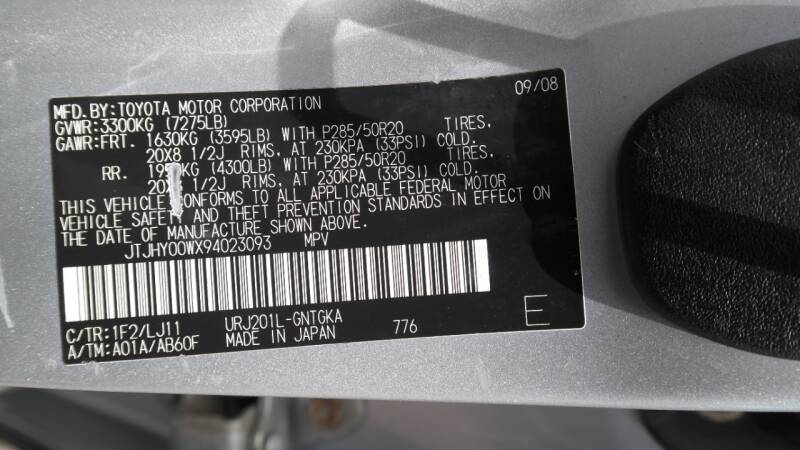 MFD.BY:TOYOTA MOTOR CORPORATION 09/08
GVWR:3300KG (7275LB)
GAWR:FRT. 1630KG (3595LB) WITH P285/50R20 TIRES.
20X8 1/2J RIMS. AT 230KPA (33PSI) COLD.
RR. KG (4300LB) WITH P285/50R20 TIRES.
1/2J RIMS. AT 230KPA (33PSI) COLD.
THIS VEHICLE CONFORMS TO ALL APPLICABLE FEDERAL MOTOR
VEHICLE SAFETY AND THEFT PREVENTION STANDARDS IN EFFECT ON
THE DATE OF MANUFACTURE SHOWN ABOVE.
JTJHY00WX94023093 MPV
C/TR:1F2/LJ11 URJ201L-GNTGKA
A/TM:A01A/AB60F MADE IN JAPAN 776 E